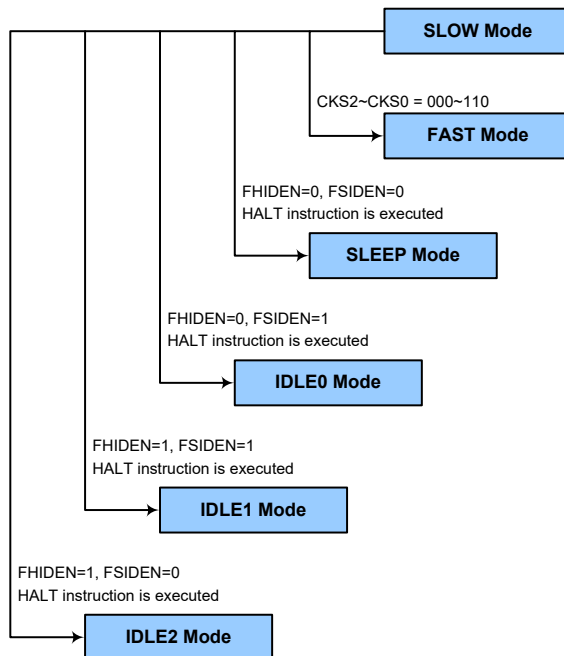 SLOW Mode
CKS2~CKS0 = 000~110
FAST Mode
FHIDEN=0, FSIDEN=0
HALT instruction is executed
SLEEP Mode
FHIDEN=0, FSIDEN=1
HALT instruction is executed
IDLE0 Mode
FHIDEN=1, FSIDEN=1
HALT instruction is executed
IDLE1 Mode
FHIDEN=1, FSIDEN=0
HALT instruction is executed
IDLE2 Mode